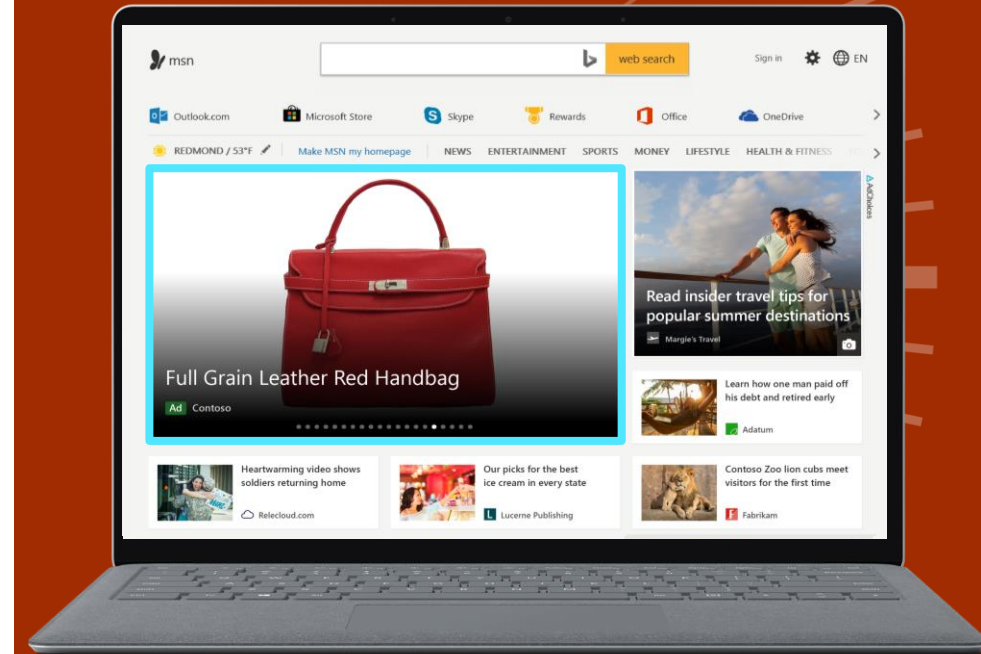 msn
web search
Sign in
EN
Outlook.com
Microsoft Store
S
Skype
Rewards
Office
OneDrive
REDMOND / 53°F
Make MSN my homepage
NEWS
ENTERTAINMENT
SPORTS
MONEY
LIFESTYLE
HEALTH & FITNESS
AdChoices
Full Grain Leather Red Handbag
Ad Contoso
Read insider travel tips for
popular summer destinations
Margie's Travel
Learn how one man paid off
his debt and retired early
Adatum
Heartwarming video shows
soldiers returning home
Relecloud.com
Our picks for the best
ice cream in every state
L Lucerne Publishing
Contoso Zoo lion cubs meet
visitors for the first time
F Fabrikam